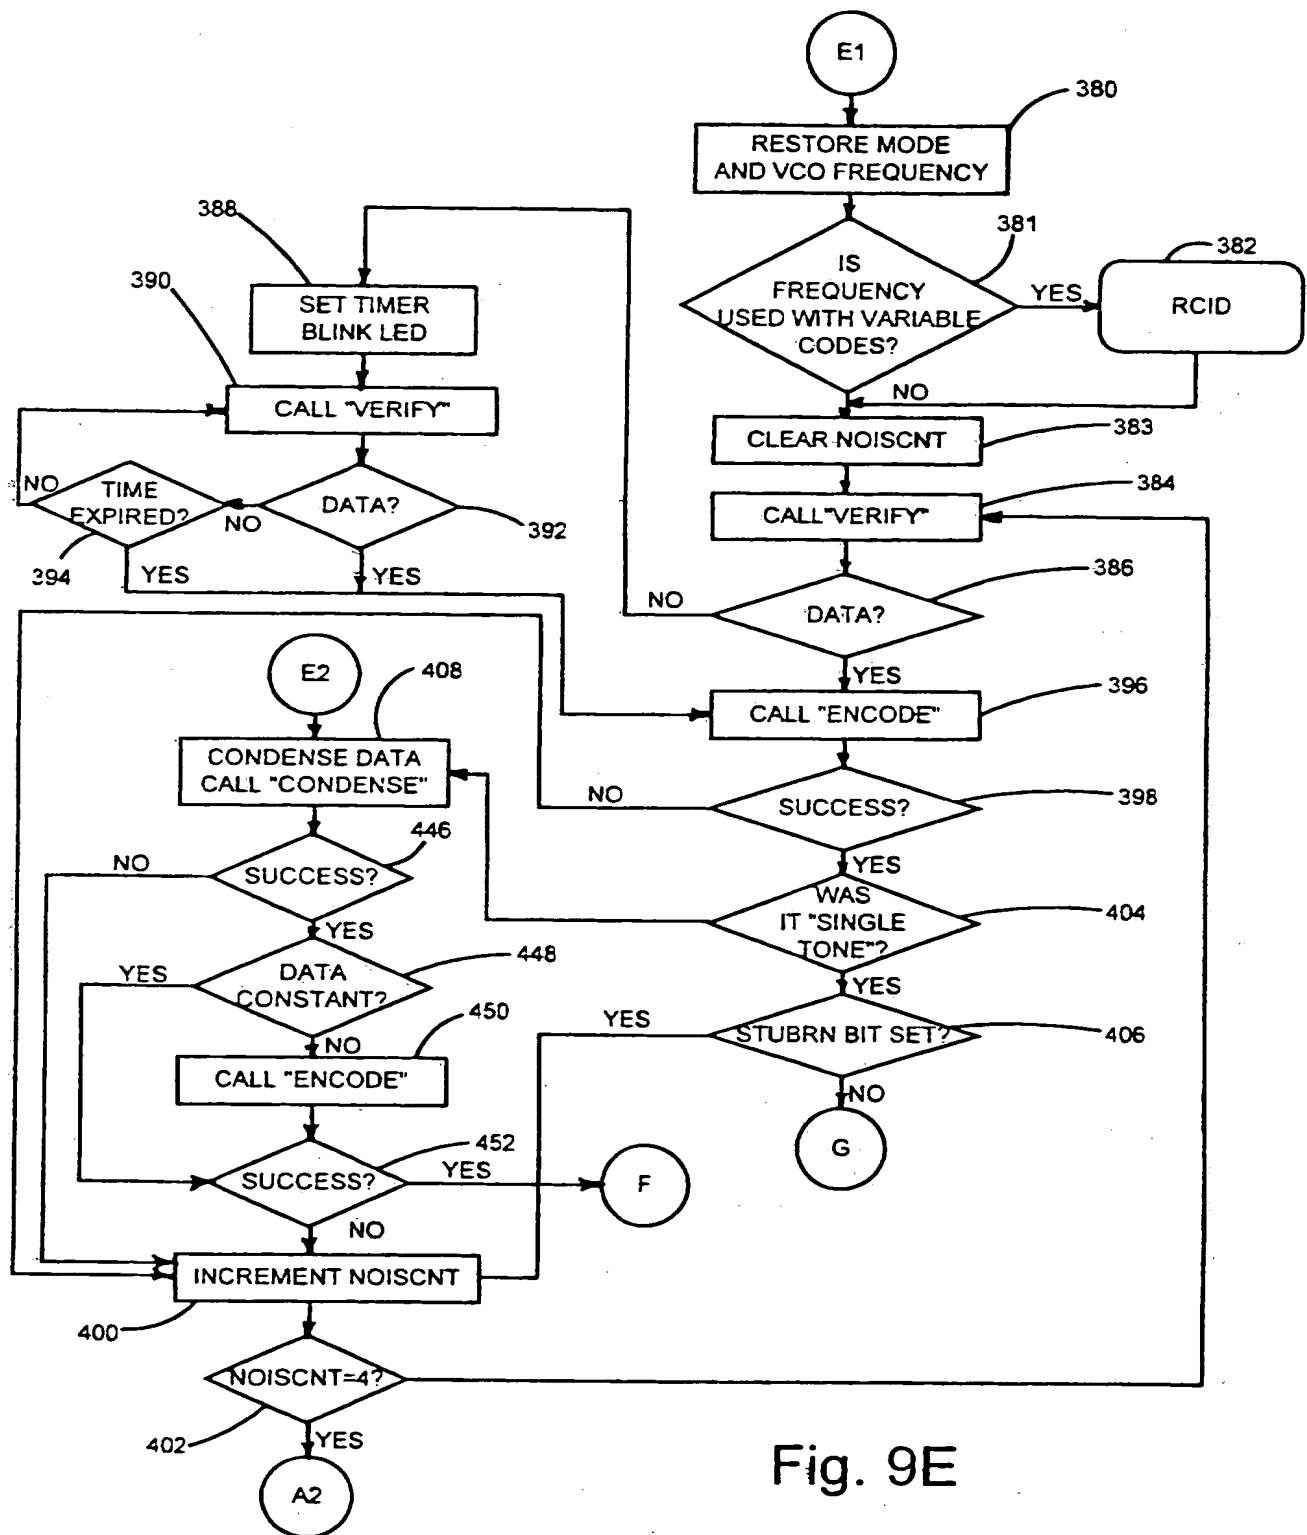 E1
380
RESTORE MODE
AND VCO FREQUENCY
381
IS
FREQUENCY
USED WITH VARIABLE
CODES?
YES
382
RCID
NO
383
CLEAR NOISCNT
384
CALL"VERIFY"
386
DATA?
NO
YES
388
SET TIMER
BLINK LED
390
CALL "VERIFY"
392
DATA?
NO
YES
394
TIME
EXPIRED?
NO
YES
396
CALL "ENCODE"
398
SUCCESS?
NO
YES
404
WAS
IT "SINGLE
TONE"?
YES
406
STUBRN BIT SET?
YES
NO
G
E2
408
CONDENSE DATA
CALL "CONDENSE"
446
SUCCESS?
NO
YES
448
DATA
CONSTANT?
YES
NO
450
CALL "ENCODE"
452
SUCCESS?
YES
F
NO
INCREMENT NOISCNT
400
NOISCNT=4?
402
YES
A2
Fig. 9E